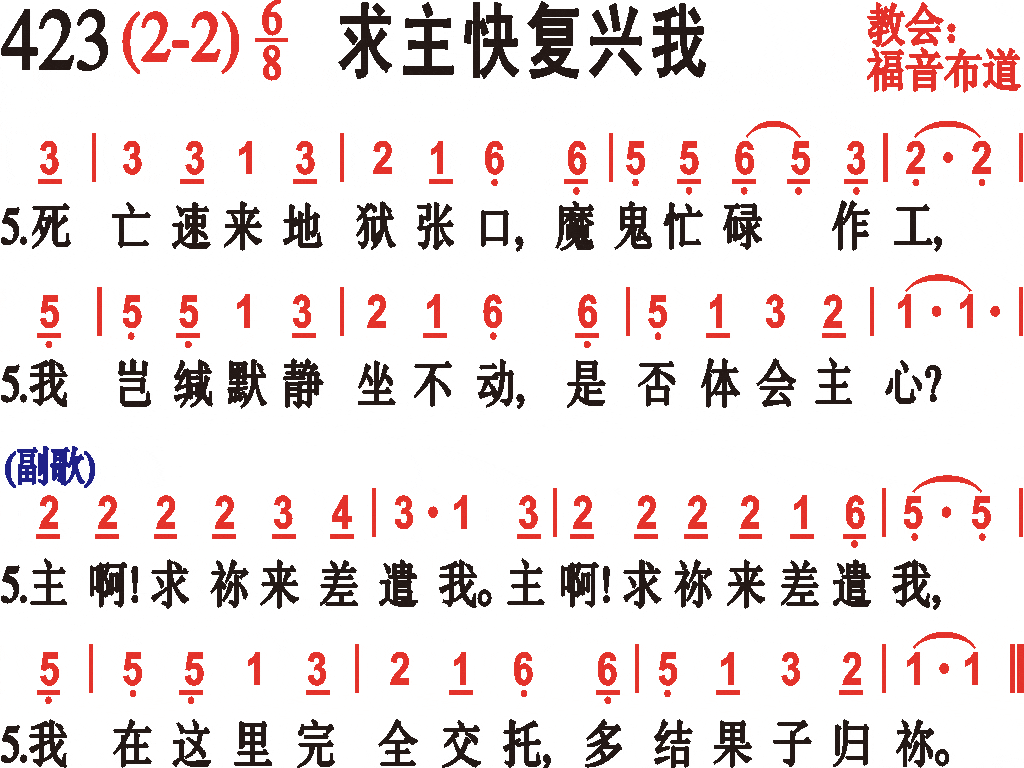 423 (2-2) 6/8 求主快复兴我 教会：
福音布道
3 | 3 3 1 3 | 2 1 6 6 | 5 5 6 5 3 | 2 · 2 |
5.死 亡 速 来 地 狱 张 口, 魔 鬼 忙 碌 作 工,
5 | 5 5 1 3 | 2 1 6 6 | 5 1 3 2 | 1 · 1 · |
5.我 岂 缄 默 静 坐 不 动, 是 否 体 会 主 心?
(副歌)
2 2 2 2 3 4 | 3 · 1 3 | 2 2 2 2 1 6 | 5 · 5 |
5.主 啊! 求 祢 来 差 遣 我。主 啊! 求 祢 来 差 遣 我,
5 | 5 5 1 3 | 2 1 6 6 | 5 1 3 2 | 1 · 1 ‖
5.我 在 这 里 完 全 交 托, 多 结 果 子 归 祢。